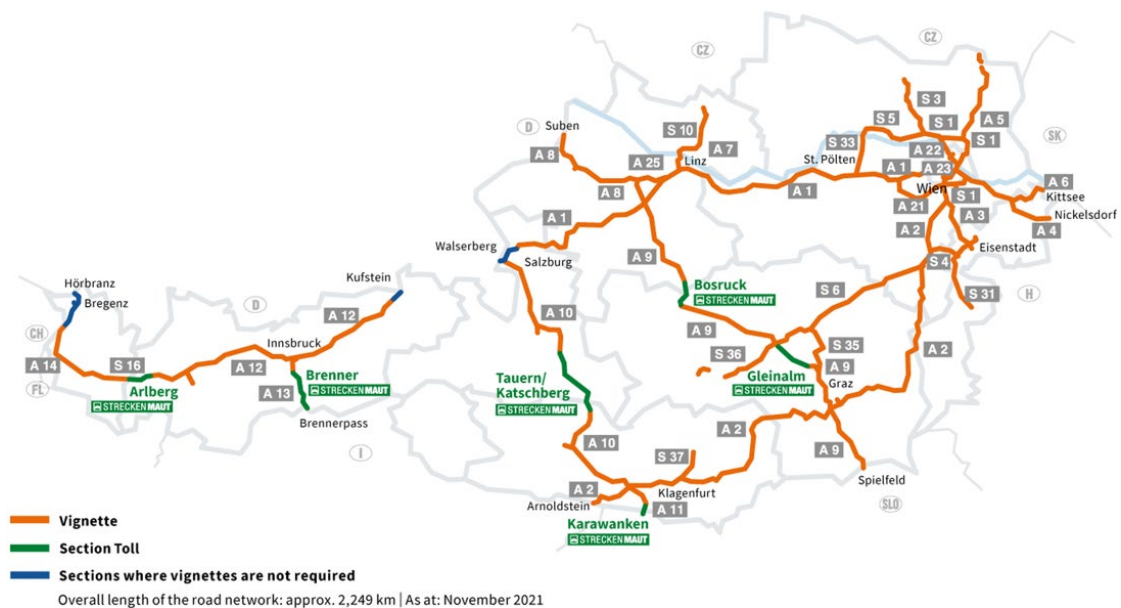 CZ
CZ
S 3
S 10
S 5
S 1
A 5
D
Suben
A 7
S 33
S 1
SK
A 8
A 25
Linz
St. Pölten
A 22
A 1
A 23
A 6
A 8
A 1
Wien
S 1
Kittsee
A 21
A 3
Nickelsdorf
A 1
A 2
A 4
Walserberg
Eisenstadt
Salzburg
A 9
S 4
Hörbranz
Kufstein
Bosruck
STRECKENMAUT
S 6
S 31
H
Bregenz
D
A 10
A 12
CH
Innsbruck
A 9
S 35
A 2
S 36
A 14
S 16
A 12
Brenner
STRECKENMAUT
Tauern/
Katschberg
STRECKENMAUT
Gleinalm
STRECKENMAUT
A 9
Graz
FL
Arlberg
STRECKENMAUT
A 13
Brennerpass
A 2
I
A 10
S 37
A 9
Spielfeld
A 2
Klagenfurt
Arnoldstein
A 11
SLO
Karawanken
STRECKENMAUT
Vignette
Section Toll
Sections where vignettes are not required
Overall length of the road network: approx. 2,249 km | As at: November 2021